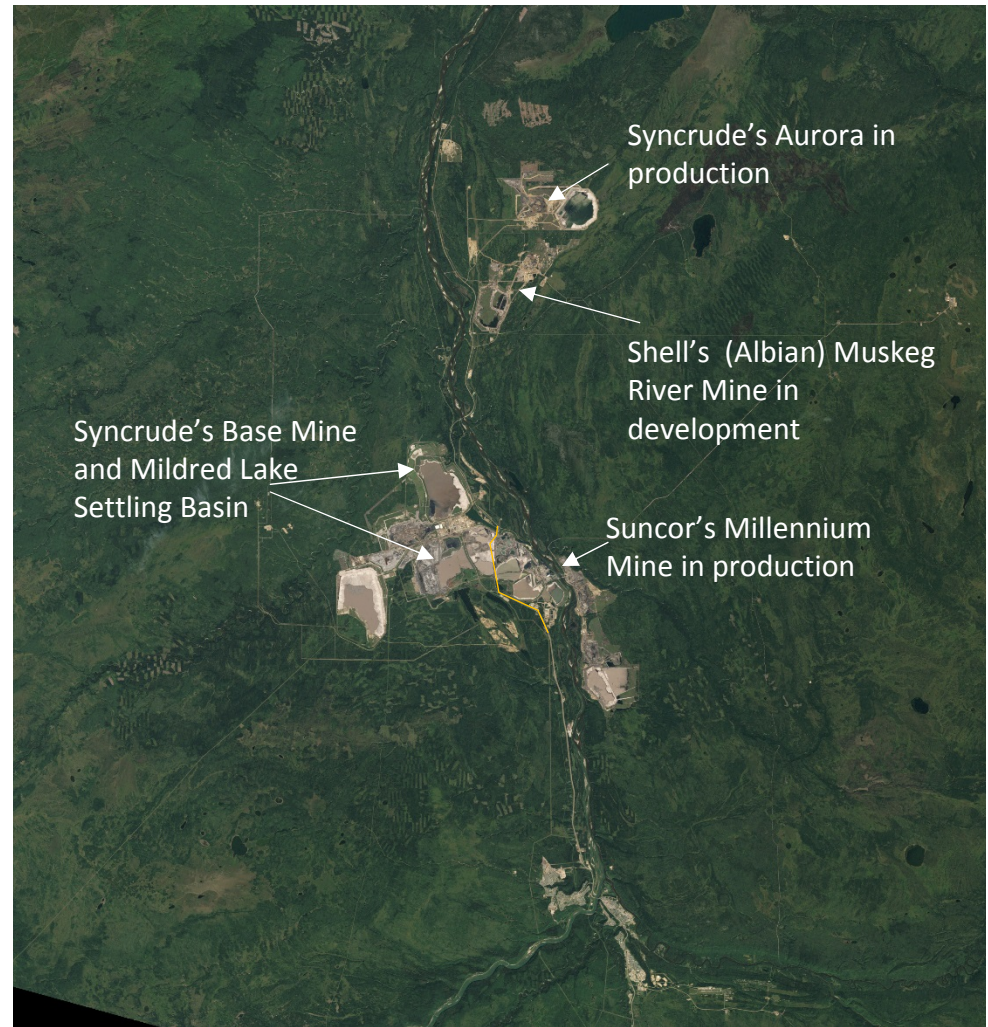 Syncrude’s Aurora in
production
Shell’s  (Albian) Muskeg
River Mine in
development
Syncrude’s Base Mine
and Mildred Lake
Settling Basin
Suncor’s Millennium
Mine in production